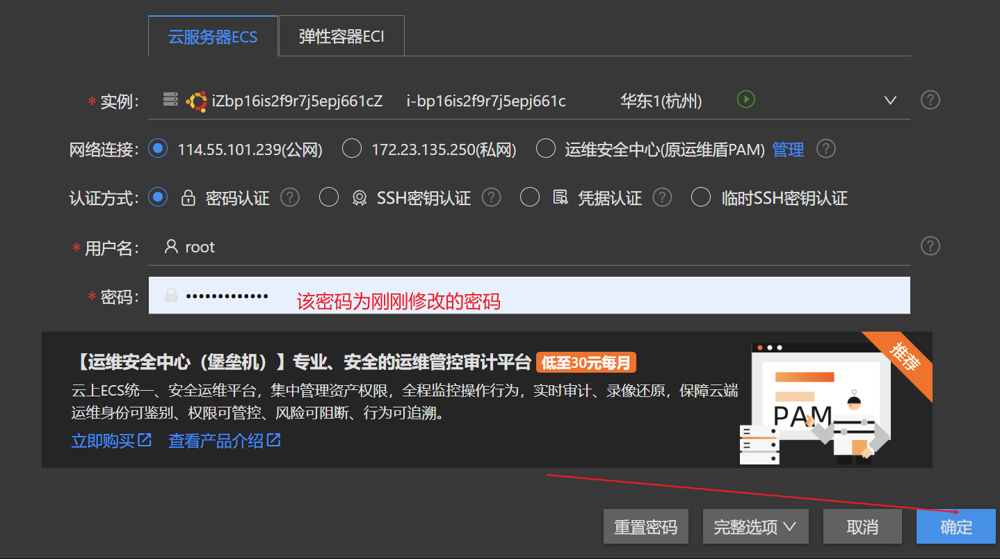 云服务器ECS 弹性容器ECI
* 实例: iZbp16is2f9r7j5epj661cZ i-bp16is2f9r7j5epj661c 华东1(杭州)
网络连接: 114.55.101.239(公网) 172.23.135.250(私网) 运维安全中心(原运维盾PAM) 管理
认证方式: 密码认证 SSH密钥认证 凭据认证 临时SSH密钥认证
* 用户名: root
* 密码: ••••••••••••• 该密码为刚刚修改的密码
【运维安全中心（堡垒机）】专业、安全的运维管控审计平台 低至30元每月
推荐
云上ECS统一、安全运维平台，集中管理资产权限，全程监控操作行为，实时审计、录像还原，保障云端
运维身份可鉴别、权限可管控、风险可阻断、行为可追溯。
PAM
立即购买 查看产品介绍
重置密码 完整选项 取消 确定